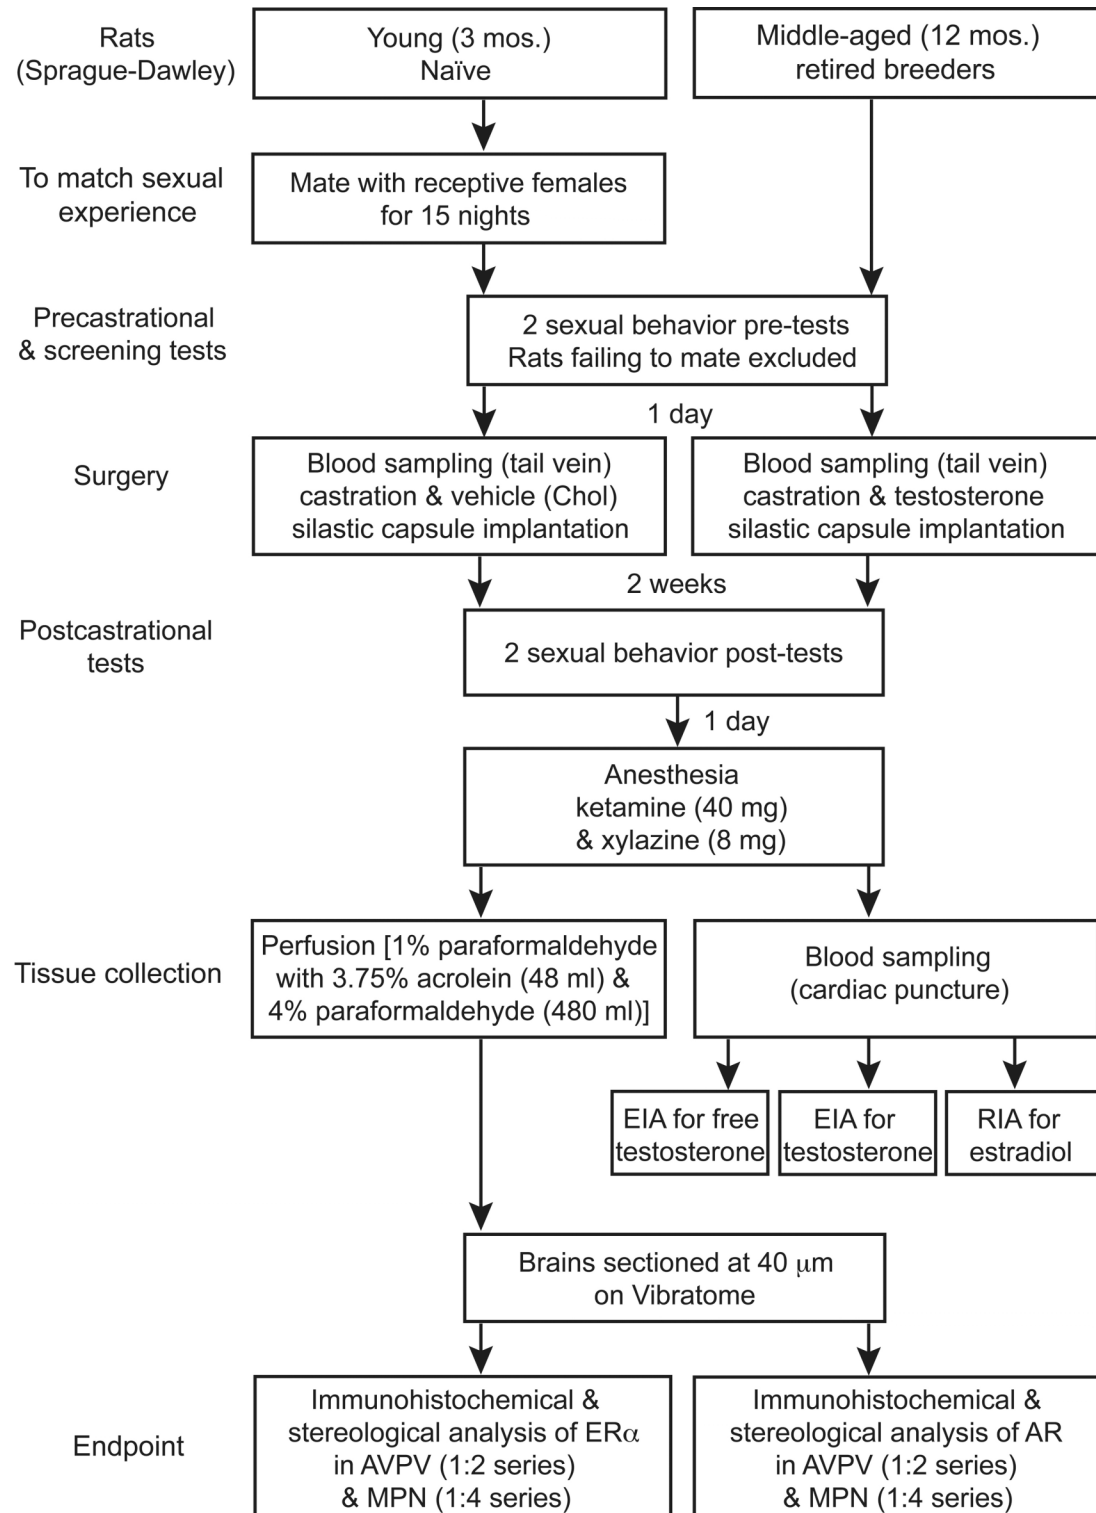 Rats
(Sprague-Dawley)
Young (3 mos.)
Naïve
Middle-aged (12 mos.)
retired breeders
To match sexual
experience
Mate with receptive females
for 15 nights
Precastrational
& screening tests
2 sexual behavior pre-tests
Rats failing to mate excluded
1 day
Surgery
Blood sampling (tail vein)
castration & vehicle (Chol)
silastic capsule implantation
Blood sampling (tail vein)
castration & testosterone
silastic capsule implantation
2 weeks
Postcastrational
tests
2 sexual behavior post-tests
1 day
Anesthesia
ketamine (40 mg)
& xylazine (8 mg)
Tissue collection
Perfusion [1% paraformaldehyde
with 3.75% acrolein (48 ml) &
4% paraformaldehyde (480 ml)]
Blood sampling
(cardiac puncture)
EIA for free
testosterone
EIA for
testosterone
RIA for
estradiol
Brains sectioned at 40 μm
on Vibratome
Endpoint
Immunohistochemical &
stereological analysis of ERα
in AVPV (1:2 series)
& MPN (1:4 series)
Immunohistochemical &
stereological analysis of AR
in AVPV (1:2 series)
& MPN (1:4 series)